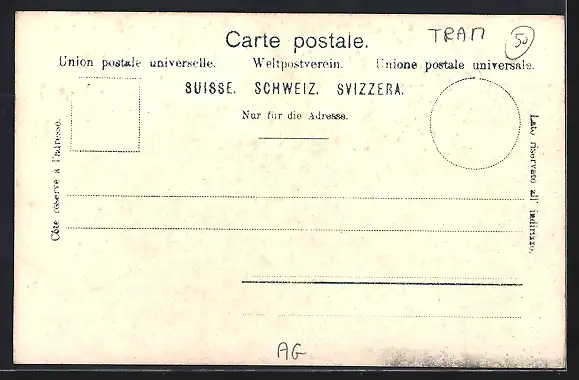 Carte postale.
TRAM
50
Union postale universelle. Weltpostverein. Unione postale universale.
SUISSE. SCHWEIZ. SVIZZERA.
Nur für die Adresse.
Côté réservé à l'adresse.
Lato riservato all' indirizzo.
AG